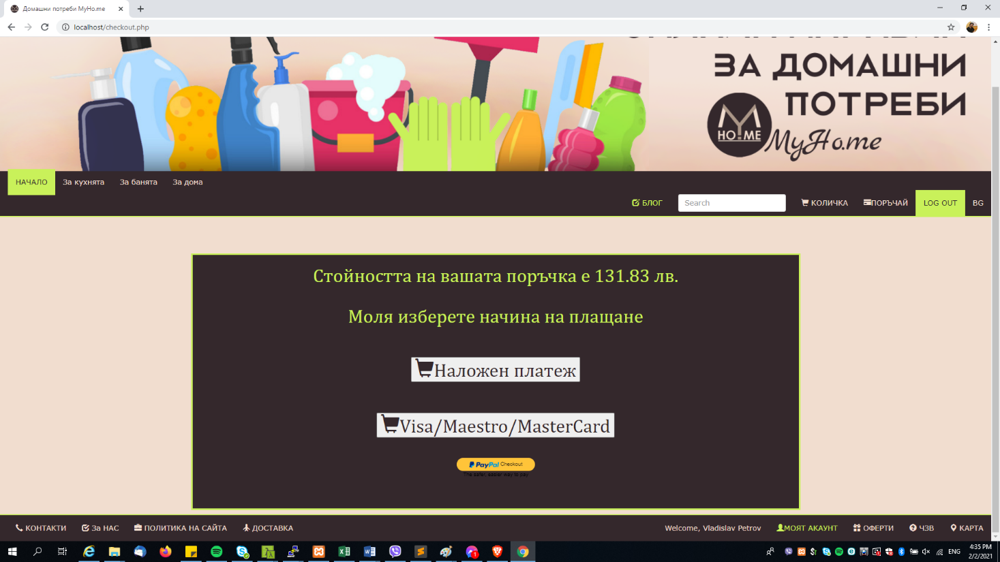 Домашни потреби MyHo.me
localhost/checkout.php
ЗА ДОМАШНИ
ПОТРЕБИ
MY
HO.ME
MyHo.me
НАЧАЛО За кухнята За банята За дома
БЛОГ Search КОЛИЧКА ПОРЪЧАЙ LOG OUT BG
Стойността на вашата поръчка е 131.83 лв.
Моля изберете начина на плащане
Наложен платеж
Visa/Maestro/MasterCard
PayPal Checkout
The safer, easier way to pay
КОНТАКТИ За НАС ПОЛИТИКА НА САЙТА ДОСТАВКА Welcome, Vladislav Petrov МОЯТ АКАУНТ ОФЕРТИ ЧЗВ КАРТА
ENG
4:35 PM
2/2/2021